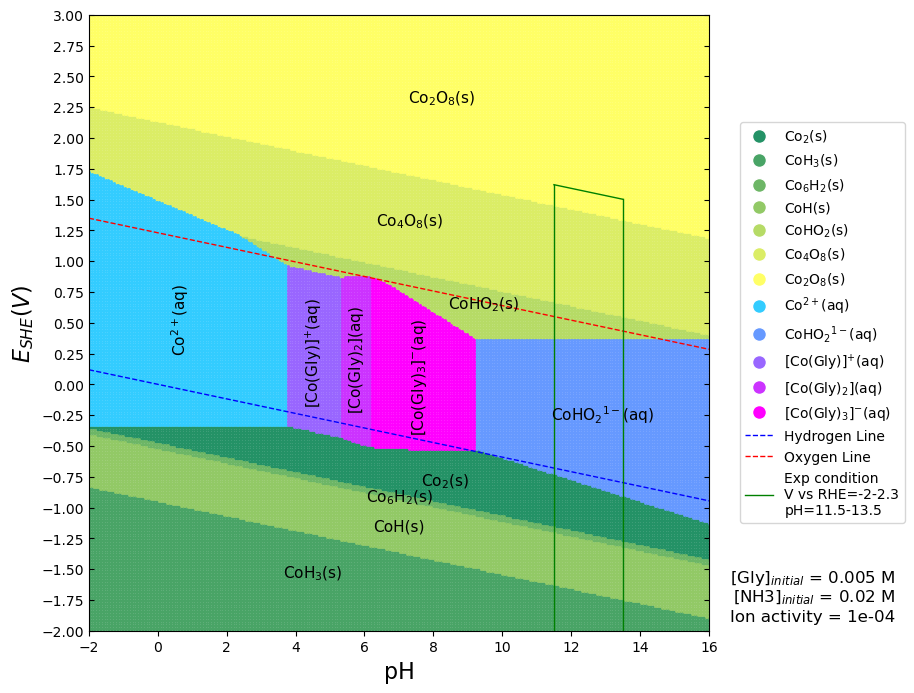 3.00
2.75
2.50
2.25
2.00
1.75
1.50
1.25
1.00
0.75
0.50
0.25
0.00
−0.25
−0.50
−0.75
−1.00
−1.25
−1.50
−1.75
−2.00
E_SHE(V)
−2 0 2 4 6 8 10 12 14 16
pH
Co₂O₈(s)
Co₄O₈(s)
CoHO₂(s)
Co²⁺(aq)
[Co(Gly)]⁺(aq)
[Co(Gly)₂](aq)
[Co(Gly)₃]⁻(aq)
CoHO₂¹⁻(aq)
Co₂(s)
Co₆H₂(s)
CoH(s)
CoH₃(s)
Co₂(s)
CoH₃(s)
Co₆H₂(s)
CoH(s)
CoHO₂(s)
Co₄O₈(s)
Co₂O₈(s)
Co²⁺(aq)
CoHO₂¹⁻(aq)
[Co(Gly)]⁺(aq)
[Co(Gly)₂](aq)
[Co(Gly)₃]⁻(aq)
Hydrogen Line
Oxygen Line
Exp condition
V vs RHE=-2-2.3
pH=11.5-13.5
[Gly]initial = 0.005 M
[NH3]initial = 0.02 M
Ion activity = 1e-04